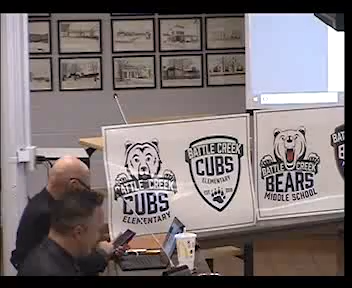 BATTLE CREEK
CUBS
ELEMENTARY
BATTLE CREEK
CUBS
ELEMENTARY
BATTLE CREEK
BEARS
MIDDLE SCHOOL